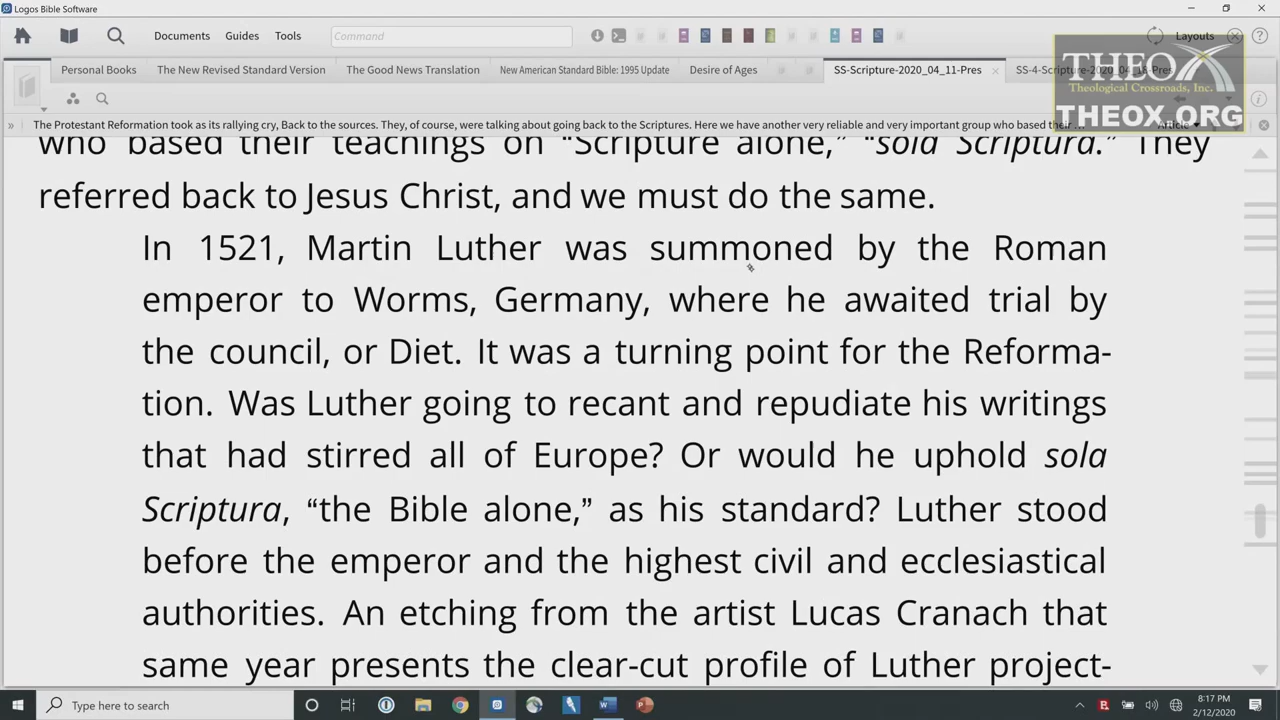 Logos Bible Software
Documents Guides Tools Command Layouts
THEOX
Theological Crossroads, Inc.
THEOX.ORG
Personal Books The New Revised Standard Version New American Standard Bible: 1995 Update Desire of Ages SS-Scripture-2020_04_11-Pres
The Protestant Reformation took as its rallying cry, Back to the sources. They, of course, were talking about going back to the Scriptures. Here we have another very reliable and very important group who based their ...
who based their teachings on “Scripture alone,” “sola Scriptura.” They
referred back to Jesus Christ, and we must do the same.
In 1521, Martin Luther was summoned by the Roman
emperor to Worms, Germany, where he awaited trial by
the council, or Diet. It was a turning point for the Reforma-
tion. Was Luther going to recant and repudiate his writings
that had stirred all of Europe? Or would he uphold sola
Scriptura, “the Bible alone,” as his standard? Luther stood
before the emperor and the highest civil and ecclesiastical
authorities. An etching from the artist Lucas Cranach that
same year presents the clear-cut profile of Luther project-
Type here to search
8:17 PM
2/12/2020